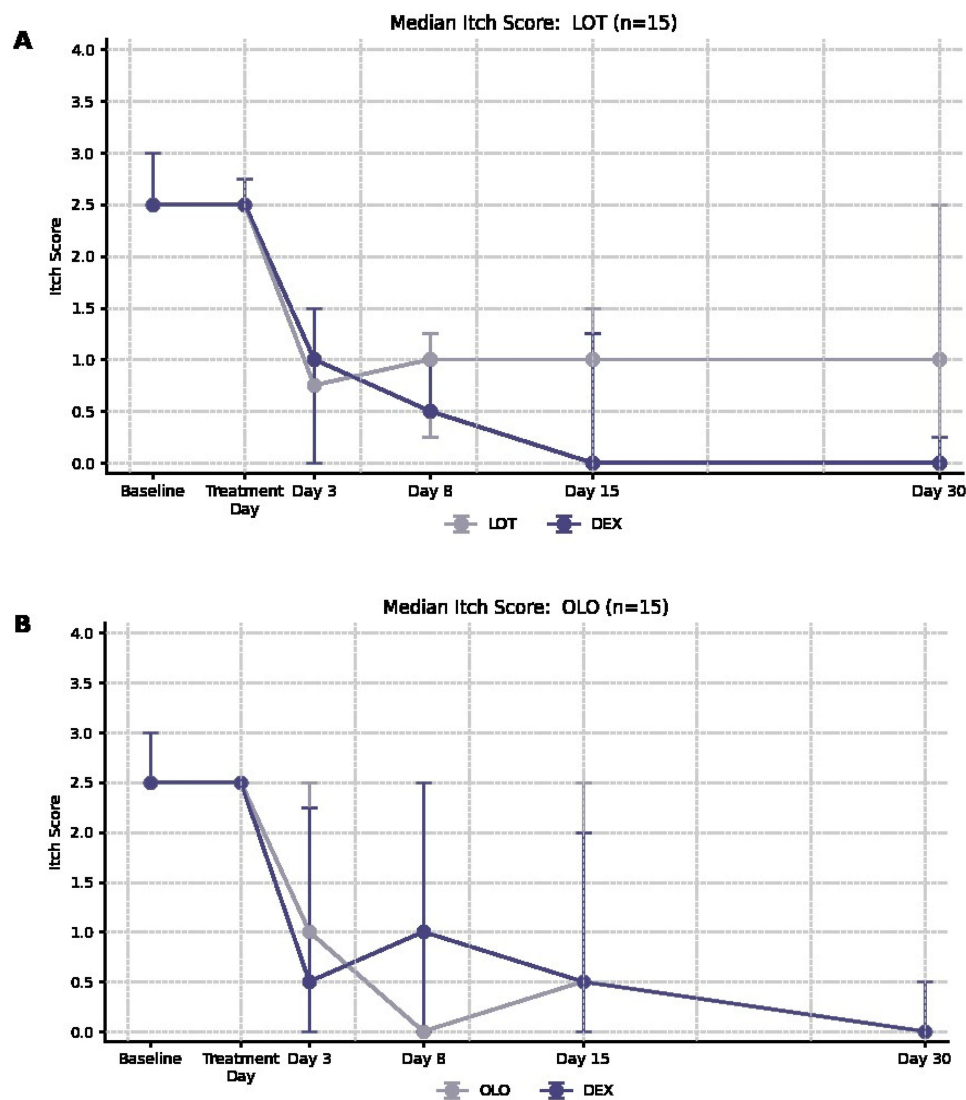 A
Median Itch Score: LOT (n=15)
4.0
3.5
3.0
2.5
2.0
1.5
1.0
0.5
0.0
Itch Score
Baseline Treatment Day Day 3 Day 8 Day 15 Day 30
LOT DEX
B
Median Itch Score: OLO (n=15)
4.0
3.5
3.0
2.5
2.0
1.5
1.0
0.5
0.0
Itch Score
Baseline Treatment Day Day 3 Day 8 Day 15 Day 30
OLO DEX